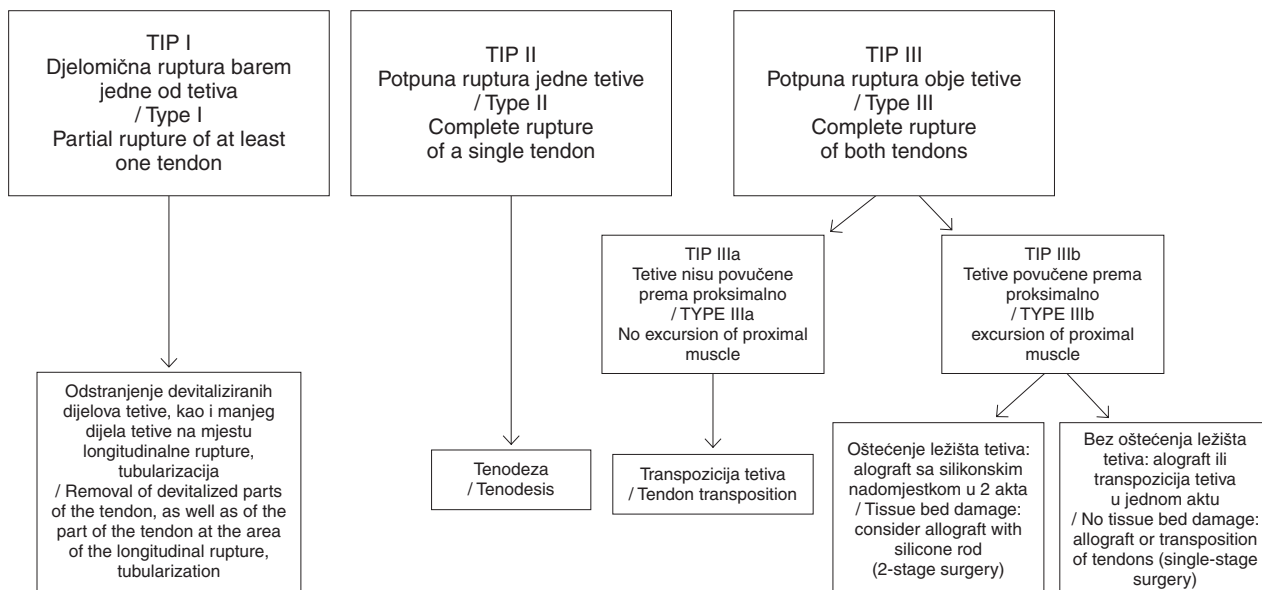 TIP I
Djelomična ruptura barem
jedne od tetiva
/ Type I
Partial rupture of at least
one tendon
TIP II
Potpuna ruptura jedne tetive
/ Type II
Complete rupture
of a single tendon
TIP III
Potpuna ruptura obje tetive
/ Type III
Complete rupture
of both tendons
TIP IIIa
Tetive nisu povučene
prema proksimalno
/ TYPE IIIa
No excursion of proximal
muscle
TIP IIIb
Tetive povučene prema
proksimalno
/ TYPE IIIb
excursion of proximal
muscle
Odstranjenje devitaliziranih
dijelova tetive, kao i manjeg
dijela tetive na mjestu
longitudinalne rupture,
tubularizacija
/ Removal of devitalized parts
of the tendon, as well as of the
part of the tendon at the area
of the longitudinal rupture,
tubularization
Tenodeza
/ Tenodesis
Transpozicija tetiva
/ Tendon transposition
Oštećenje ležišta tetiva:
alograft sa silikonskim
nadomjestkom u 2 akta
/ Tissue bed damage:
consider allograft with
silicone rod
(2-stage surgery)
Bez oštećenja ležišta
tetiva: alograft ili
transpozicija tetiva
u jednom aktu
/ No tissue bed damage:
allograft or transposition
of tendons (single-stage
surgery)